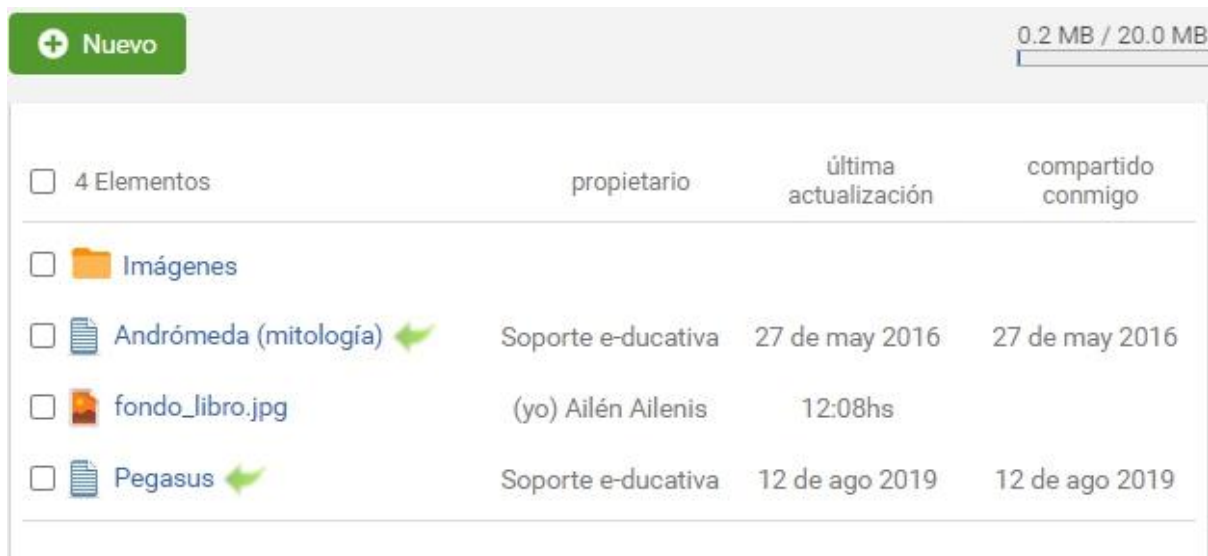 Nuevo
0.2 MB / 20.0 MB
4 Elementos propietario última actualización compartido conmigo
Imágenes
Andrómeda (mitología) Soporte e-ducativa 27 de may 2016 27 de may 2016
fondo_libro.jpg (yo) Ailén Ailenis 12:08hs
Pegasus Soporte e-ducativa 12 de ago 2019 12 de ago 2019